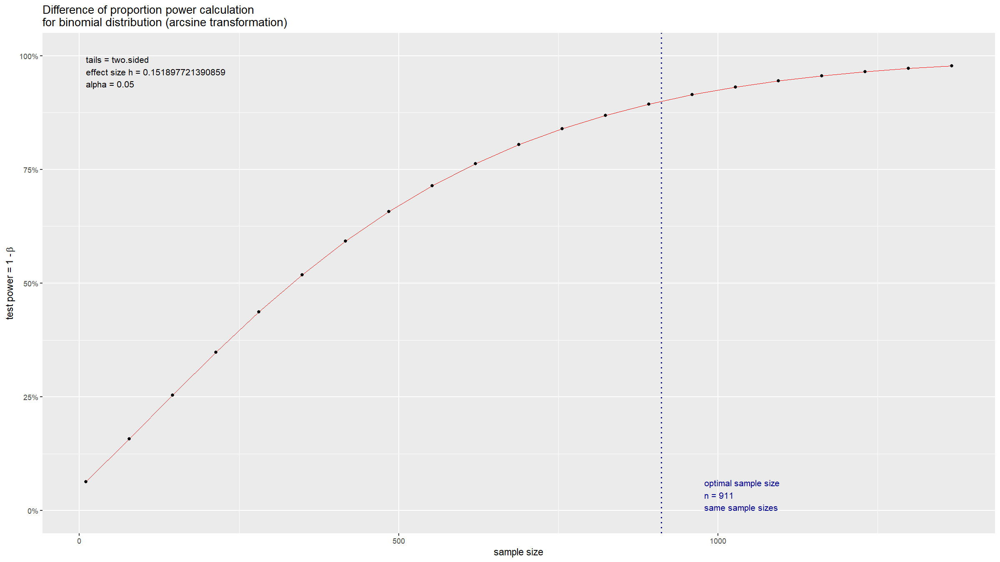 Difference of proportion power calculation
for binomial distribution (arcsine transformation)
tails = two.sided
effect size h = 0.151897721390859
alpha = 0.05
100%
75%
50%
25%
0%
test power = 1 - β
optimal sample size
n = 911
same sample sizes
0
500
1000
sample size